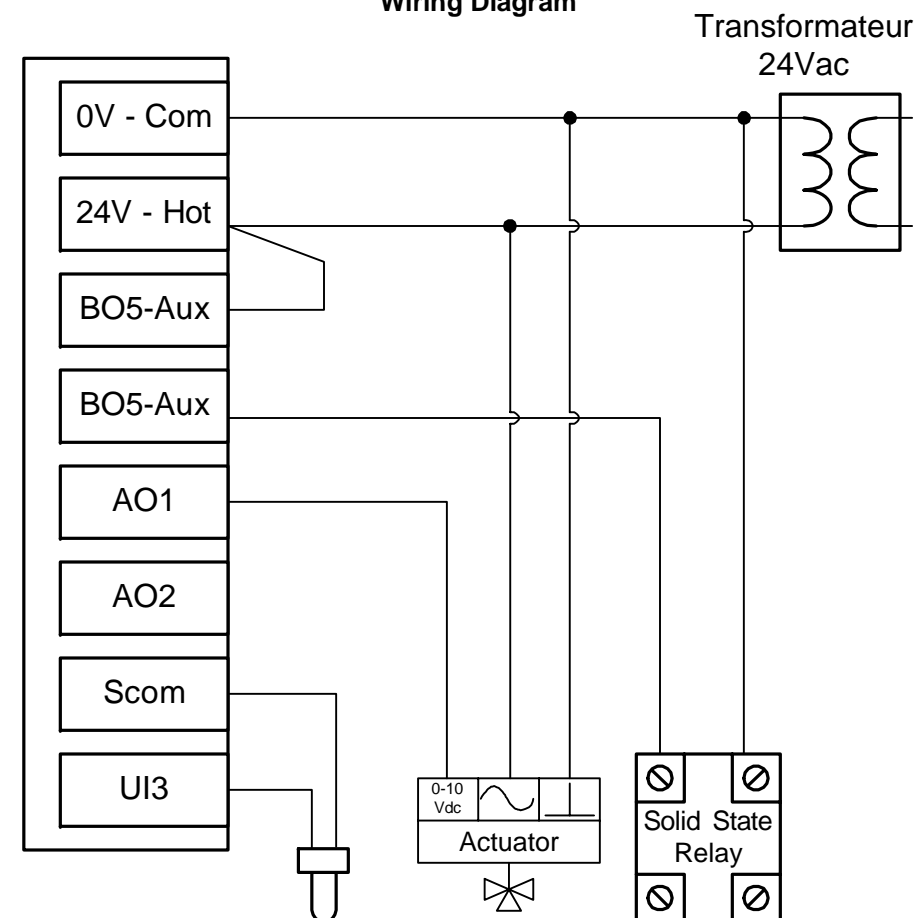 Wiring Diagram
Transformateur
24Vac
0V - Com
24V - Hot
BO5-Aux
BO5-Aux
AO1
AO2
Scom
UI3
0-10
Vdc
Actuator
Solid State
Relay